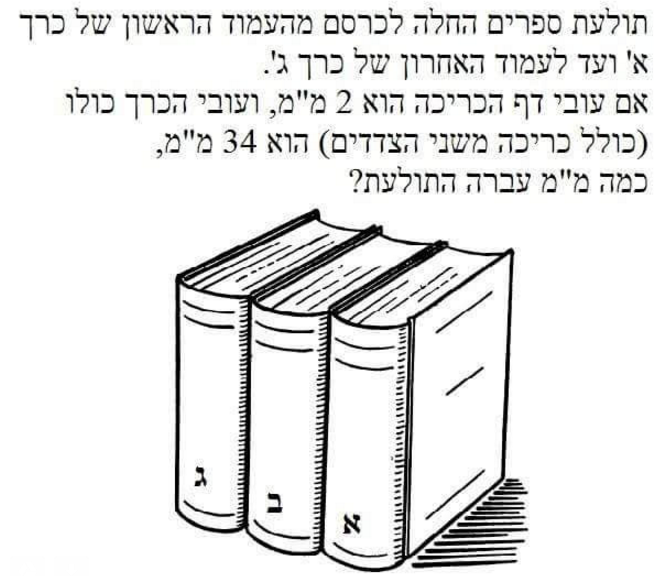 תולעת ספרים החלה לכרסם מהעמוד הראשון של כרך
א' ועד לעמוד האחרון של כרך ג'.
אם עובי דף הכריכה הוא 2 מ"מ, ועובי הכרך כולו
(כולל כריכה משני הצדדים) הוא 34 מ"מ,
כמה מ"מ עברה התולעת?
ג ב א